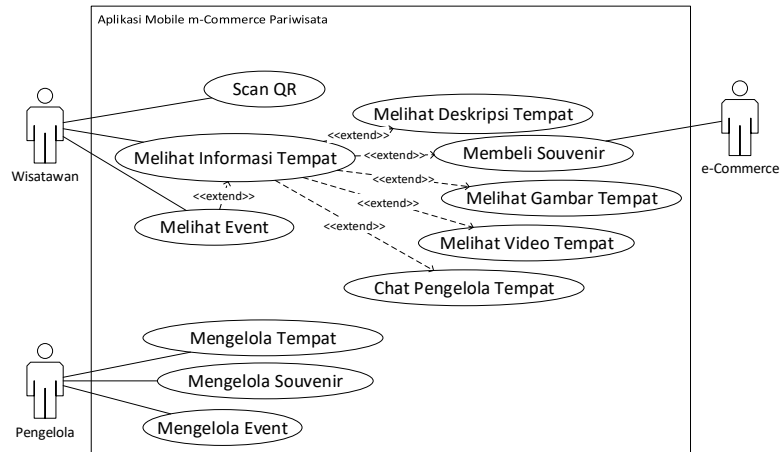 Aplikasi Mobile m-Commerce Pariwisata
Scan QR
Melihat Deskripsi Tempat
<<extend>>
Melihat Informasi Tempat
<<extend>>
Membeli Souvenir
Wisatawan
e-Commerce
<<extend>>
<<extend>>
Melihat Gambar Tempat
<<extend>>
Melihat Event
<<extend>>
Melihat Video Tempat
Chat Pengelola Tempat
Mengelola Tempat
Mengelola Souvenir
Mengelola Event
Pengelola